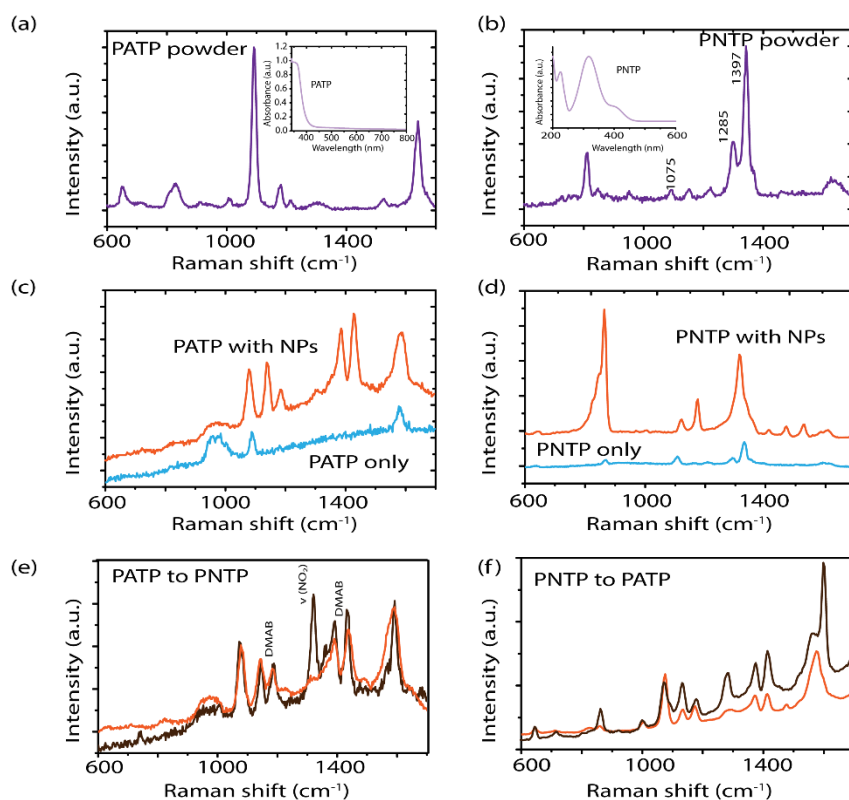 (a)
PATP powder
Intensity (a.u.)
Raman shift (cm-1)
600 1000 1400
PATP
Absorbance (a.u.)
1.2
1.0
0.8
0.6
0.4
0.2
0.0
400 500 600 700 800
Wavelength (nm)
(b)
PNTP powder
Intensity (a.u.)
Raman shift (cm-1)
600 1000 1400
1075
1285
1397
PNTP
Absorbance (a.u.)
200 400 600
Wavelength (nm)
(c)
PATP with NPs
PATP only
Intensity (a.u.)
600 1000 1400
Raman shift (cm-1)
(d)
PNTP with NPs
PNTP only
Intensity (a.u.)
600 1000 1400
Raman shift (cm-1)
(e)
PATP to PNTP
DMAB
ν (NO2)
DMAB
Intensity (a.u.)
600 1000 1400
Raman shift (cm-1)
(f)
PNTP to PATP
Intensity (a.u.)
600 1000 1400
Raman shift (cm-1)